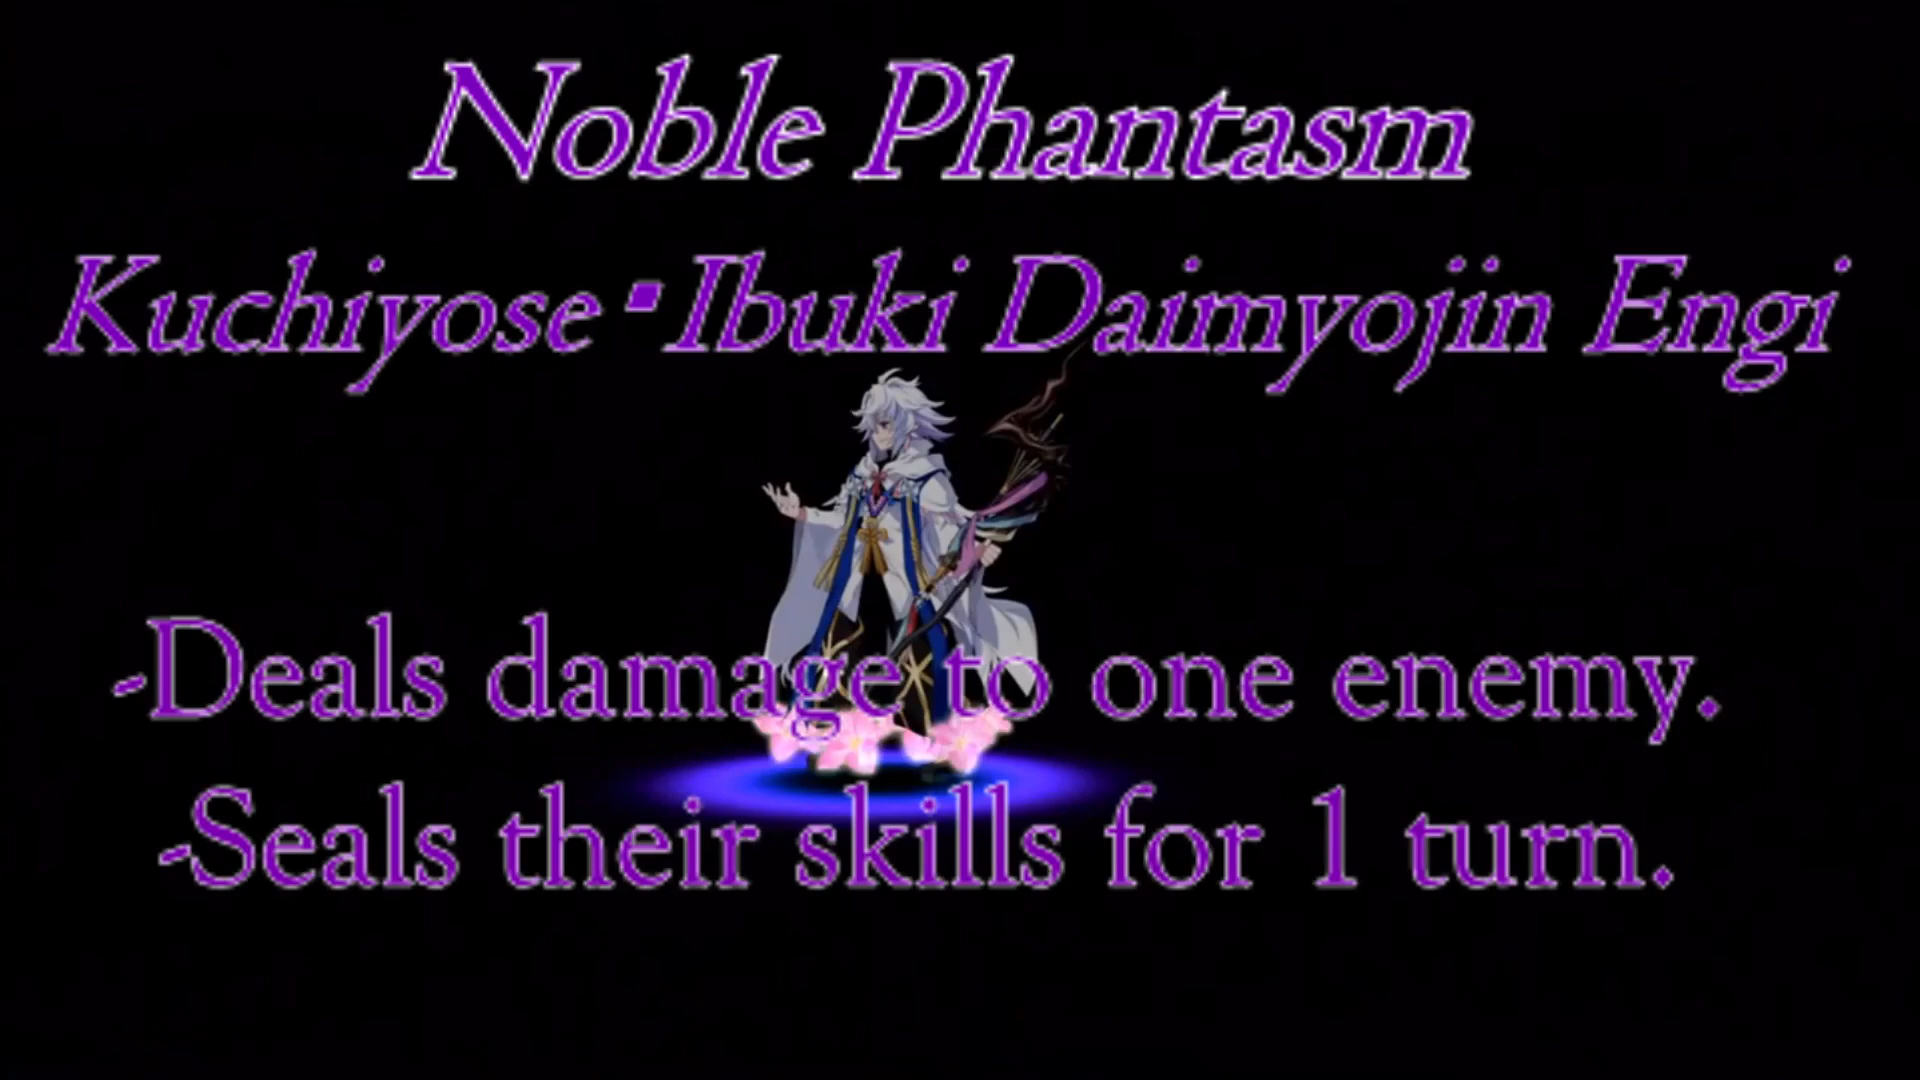 Noble Phantasm
Kuchiyose▪Ibuki Daimyojin Engi
-Deals damage to one enemy.
-Seals their skills for 1 turn.